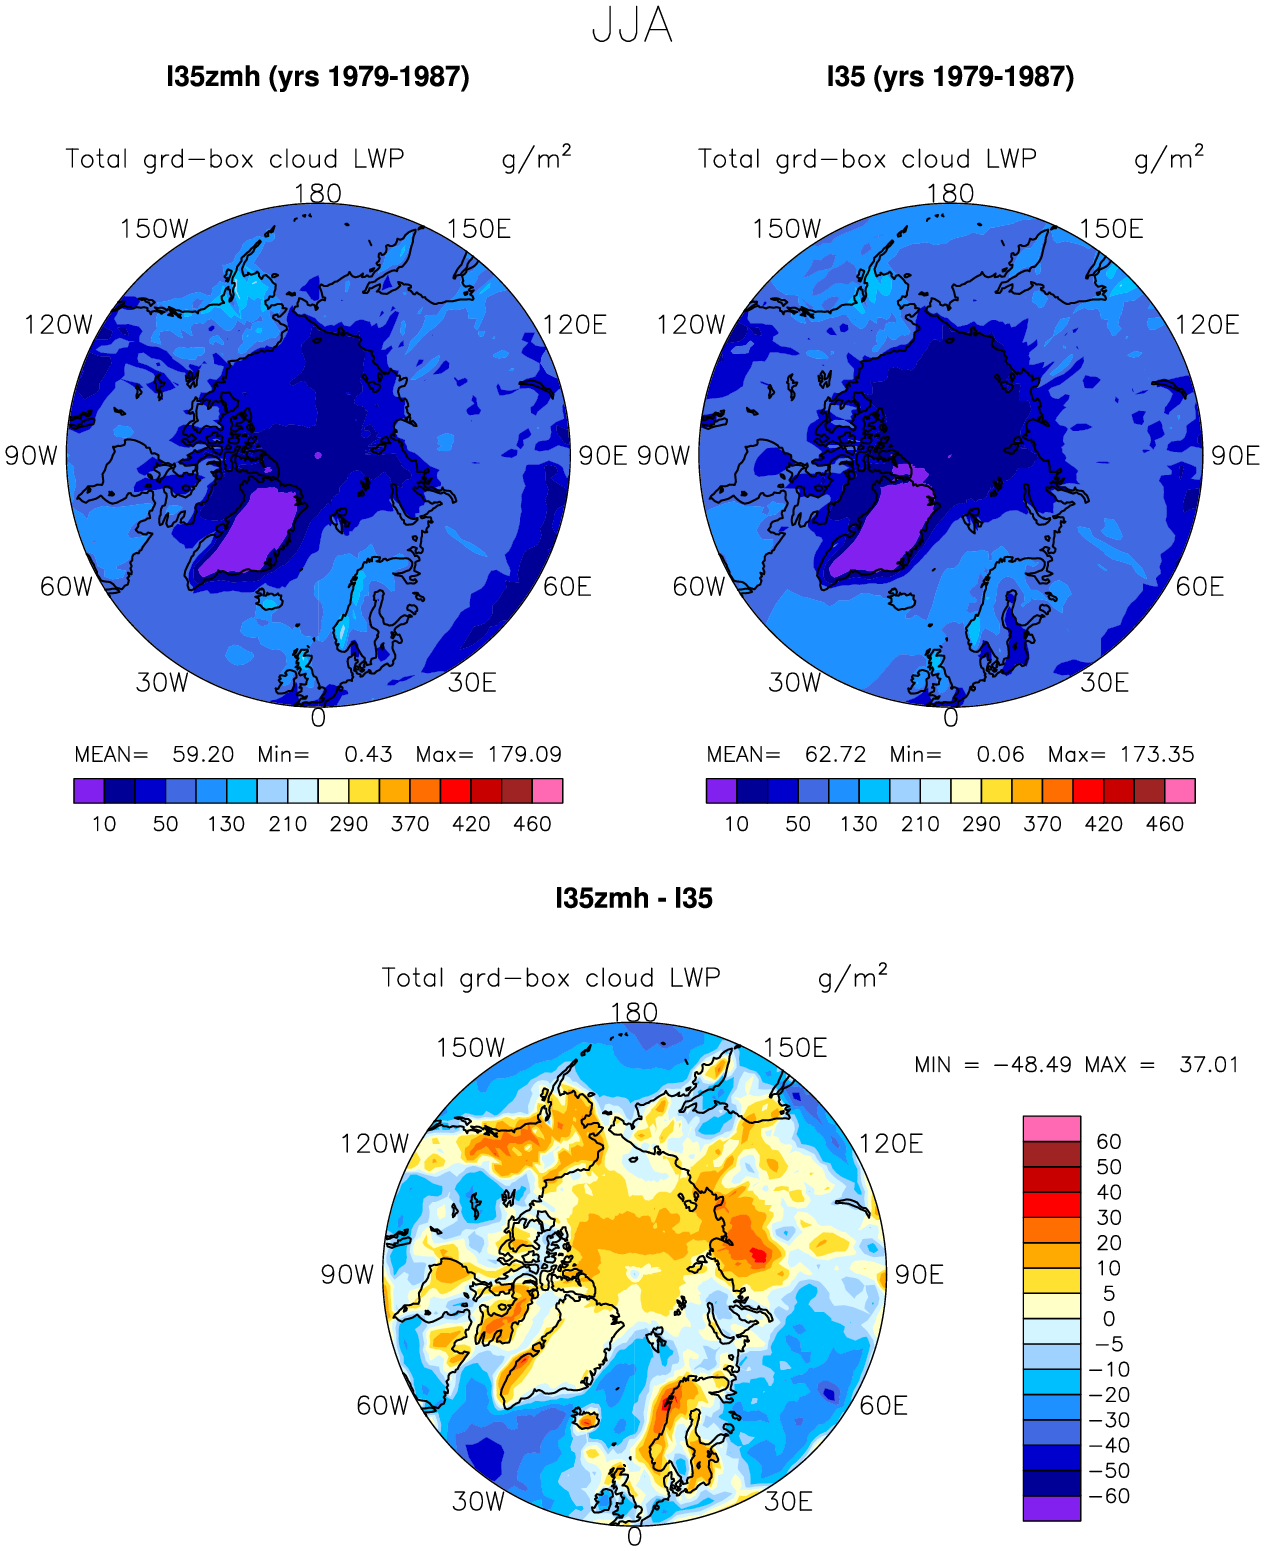 JJA
I35zmh (yrs 1979-1987)
I35 (yrs 1979-1987)
Total grd-box cloud LWP g/m²
180
150W 150E
120W 120E
90W 90E
60W 60E
30W 30E
0
MEAN= 59.20 Min= 0.43 Max= 179.09
10 50 130 210 290 370 420 460
Total grd-box cloud LWP g/m²
180
150W 150E
120W 120E
90W 90E
60W 60E
30W 30E
0
MEAN= 62.72 Min= 0.06 Max= 173.35
10 50 130 210 290 370 420 460
I35zmh - I35
Total grd-box cloud LWP g/m²
180
150W 150E
120W 120E
90W 90E
60W 60E
30W 30E
0
MIN = -48.49 MAX = 37.01
60
50
40
30
20
10
5
0
-5
-10
-20
-30
-40
-50
-60